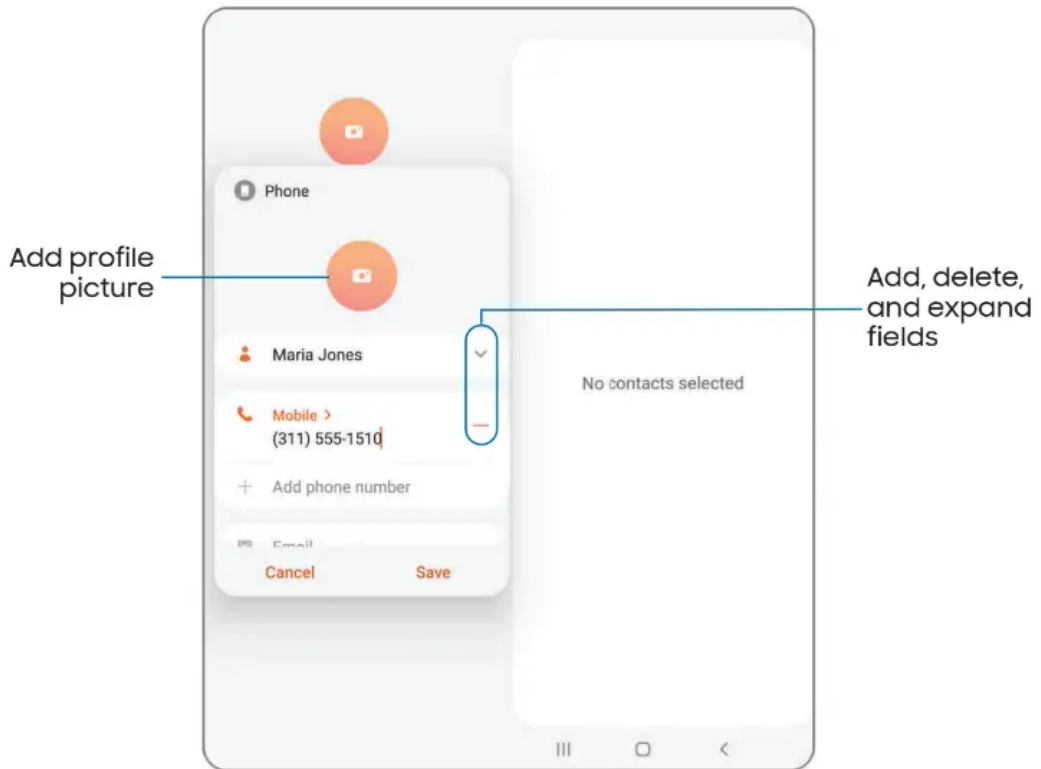 Phone
Add profile
picture
Add, delete,
and expand
fields
Maria Jones
No contacts selected
Mobile >
(311) 555-1510
Add phone number
Email
Cancel
Save